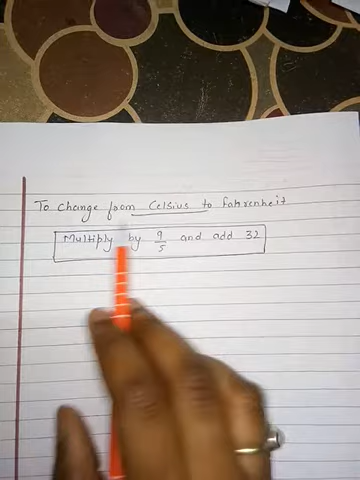 To change from Celsius to fahrenheit
Multiply by 9/5 and add 32